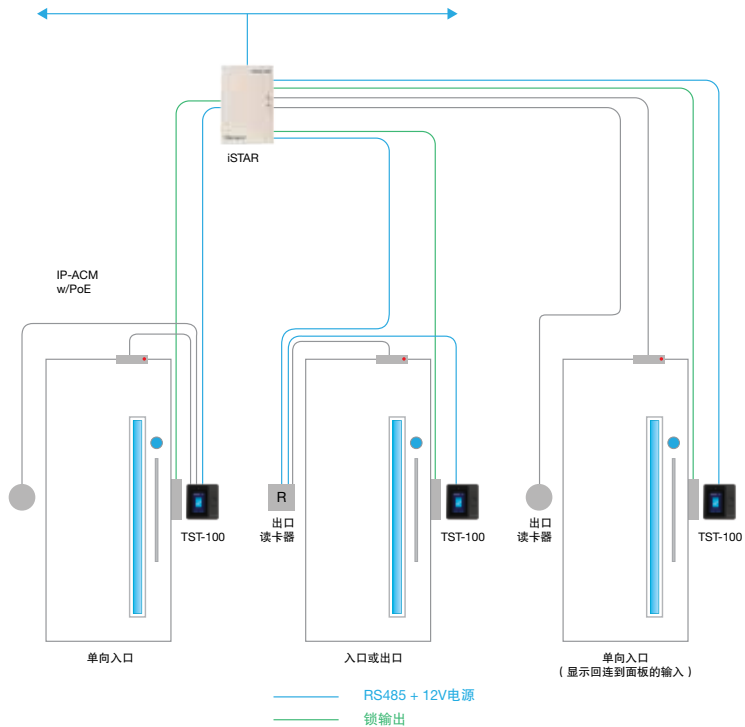 iSTAR
IP-ACM
w/PoE
R
出口
读卡器
出口
读卡器
TST-100
TST-100
TST-100
单向入口
入口或出口
单向入口
（显示回连到面板的输入）
RS485 + 12V电源
锁输出